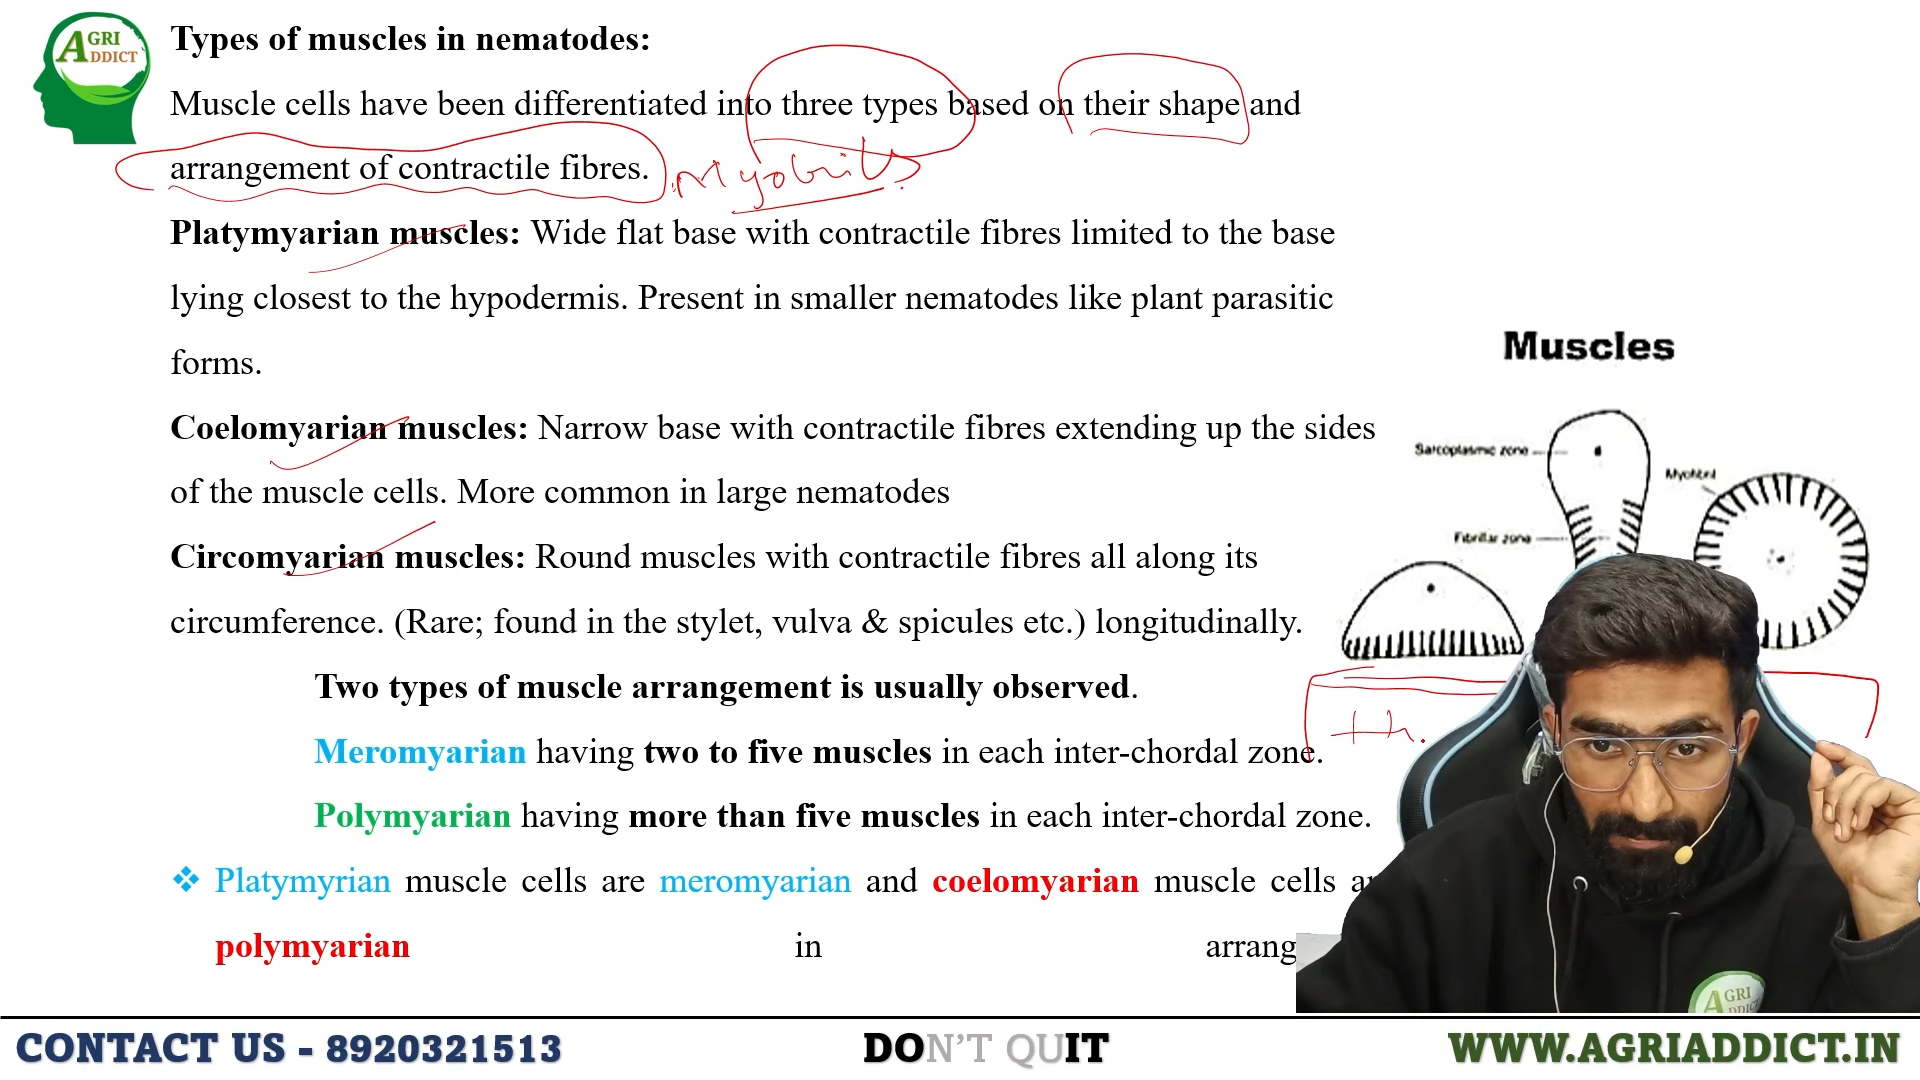 AGRI
ADDICT
Types of muscles in nematodes:
Muscle cells have been differentiated into three types based on their shape and
arrangement of contractile fibres.
Platymyarian muscles: Wide flat base with contractile fibres limited to the base
lying closest to the hypodermis. Present in smaller nematodes like plant parasitic
forms.
Muscles
Coelomyarian muscles: Narrow base with contractile fibres extending up the sides
of the muscle cells. More common in large nematodes
Sarcoplasmic zone
Myofibril
Fibrillar zone
Circomyarian muscles: Round muscles with contractile fibres all along its
circumference. (Rare; found in the stylet, vulva & spicules etc.) longitudinally.
Two types of muscle arrangement is usually observed.
Meromyarian having two to five muscles in each inter-chordal zone.
Polymyarian having more than five muscles in each inter-chordal zone.
❖ Platymyrian muscle cells are meromyarian and coelomyarian muscle cells
polymyarian in arrang
AGRI
CONTACT US - 8920321513
DON'T QUIT
WWW.AGRIADDICT.IN